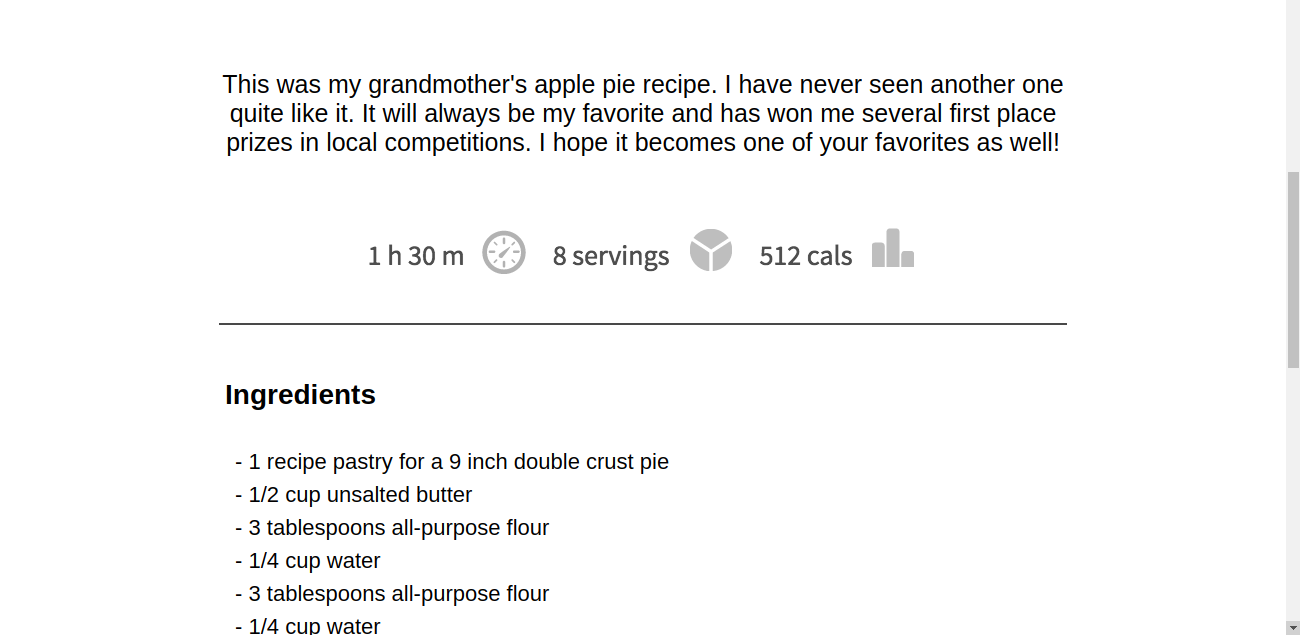 This was my grandmother's apple pie recipe. I have never seen another one
quite like it. It will always be my favorite and has won me several first place
prizes in local competitions. I hope it becomes one of your favorites as well!
1 h 30 m 8 servings 512 cals
Ingredients
- 1 recipe pastry for a 9 inch double crust pie
- 1/2 cup unsalted butter
- 3 tablespoons all-purpose flour
- 1/4 cup water
- 3 tablespoons all-purpose flour
- 1/4 cup water